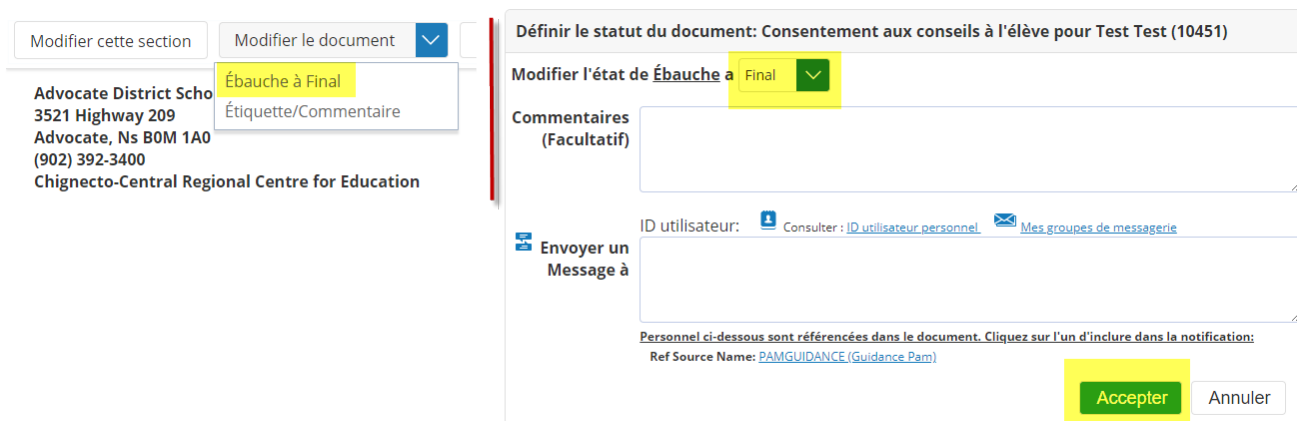 Modifier cette section
Modifier le document
Ébauche à Final
Étiquette/Commentaire
Advocate District Scho
3521 Highway 209
Advocate, Ns B0M 1A0
(902) 392-3400
Chignecto-Central Regional Centre for Education
Définir le statut du document: Consentement aux conseils à l'élève pour Test Test (10451)
Modifier l'état de Ébauche a Final
Commentaires
(Facultatif)
ID utilisateur: Consulter : ID utilisateur personnel Mes groupes de messagerie
Envoyer un
Message à
Personnel ci-dessous sont référencées dans le document. Cliquez sur l'un d'inclure dans la notification:
Ref Source Name: PAMGUIDANCE (Guidance Pam)
Accepter Annuler